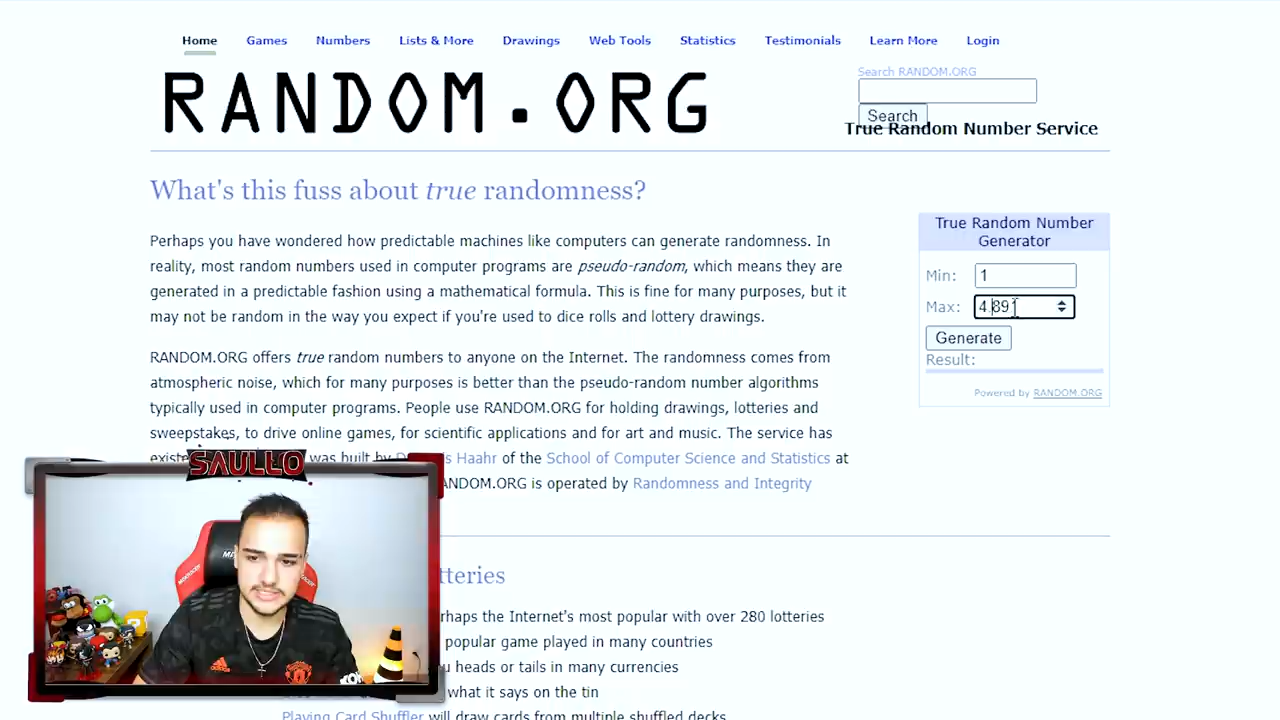 Home Games Numbers Lists & More Drawings Web Tools Statistics Testimonials Learn More Login
RANDOM.ORG
Search RANDOM.ORG
Search
True Random Number Service
What's this fuss about true randomness?
Perhaps you have wondered how predictable machines like computers can generate randomness. In
reality, most random numbers used in computer programs are pseudo-random, which means they are
generated in a predictable fashion using a mathematical formula. This is fine for many purposes, but it
may not be random in the way you expect if you're used to dice rolls and lottery drawings.
RANDOM.ORG offers true random numbers to anyone on the Internet. The randomness comes from
atmospheric noise, which for many purposes is better than the pseudo-random number algorithms
typically used in computer programs. People use RANDOM.ORG for holding drawings, lotteries and
sweepstakes, to drive online games, for scientific applications and for art and music. The service has
was built by Haahr of the School of Computer Science and Statistics at
RANDOM.ORG is operated by Randomness and Integrity
True Random Number
Generator
Min: 1
Max:
Generate
Result:
Powered by RANDOM.ORG
SAULLO
adidas
tteries
rhaps the Internet's most popular with over 280 lotteries
popular game played in many countries
u heads or tails in many currencies
what it says on the tin
Playing Card Shuffler will draw cards from multiple shuffled decks